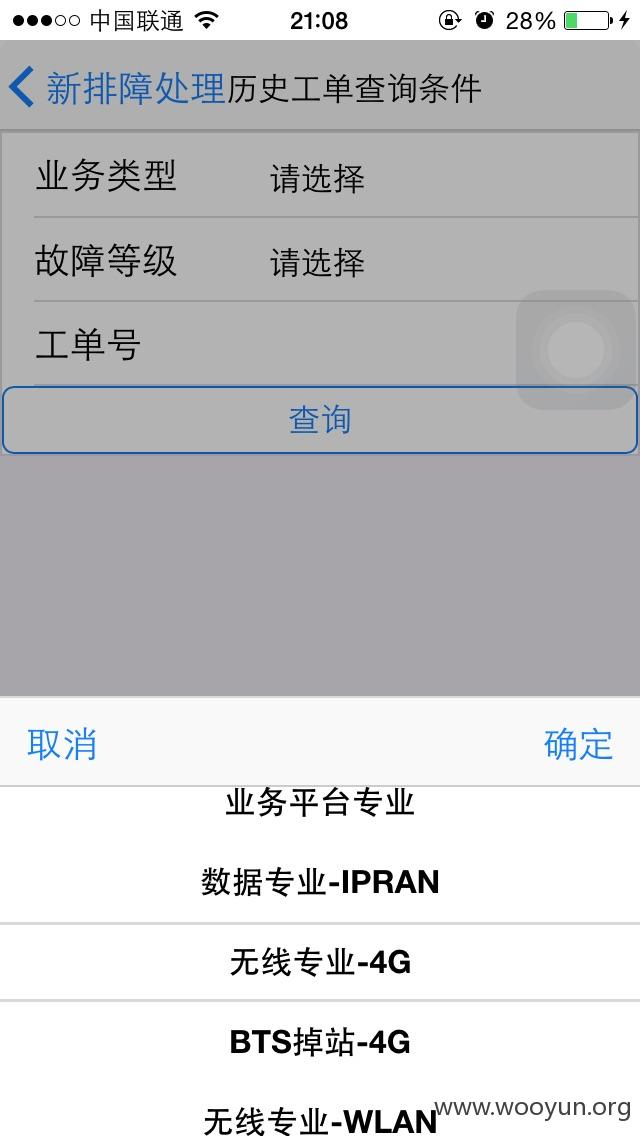 中国联通 21:08 28%
新排障处理历史工单查询条件
业务类型 请选择
故障等级 请选择
工单号
查询
取消 确定
业务平台专业
数据专业-IPRAN
无线专业-4G
BTS掉站-4G
无线专业-WLAN
www.wooyun.org